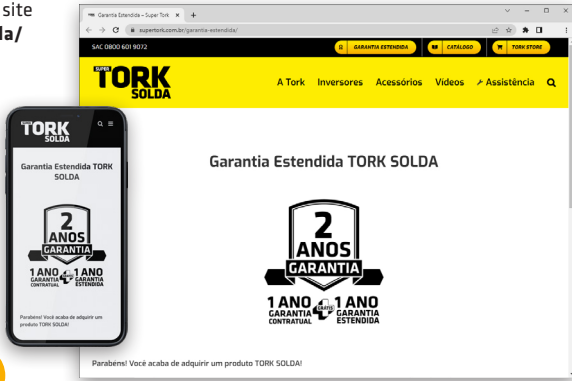 site
la/
Garantia Estendida – Super Tork
supertork.com.br/garantia-estendida/
SAC 0800 601 9072
GARANTIA ESTENDIDA
CATÁLOGO
TORK STORE
SUPER
TORK
SOLDA
A Tork
Inversores
Acessórios
Vídeos
Assistência
Garantia Estendida TORK SOLDA
2
ANOS
GARANTIA
1 ANO GRÁTIS 1 ANO
GARANTIA GARANTIA
CONTRATUAL ESTENDIDA
Parabéns! Você acaba de adquirir um produto TORK SOLDA!
TORK
SOLDA
Garantia Estendida TORK
SOLDA
2
ANOS
GARANTIA
1 ANO 1 ANO
GARANTIA GARANTIA
CONTRATUAL ESTENDIDA
Parabéns! Você acaba de adquirir um
produto TORK SOLDA!